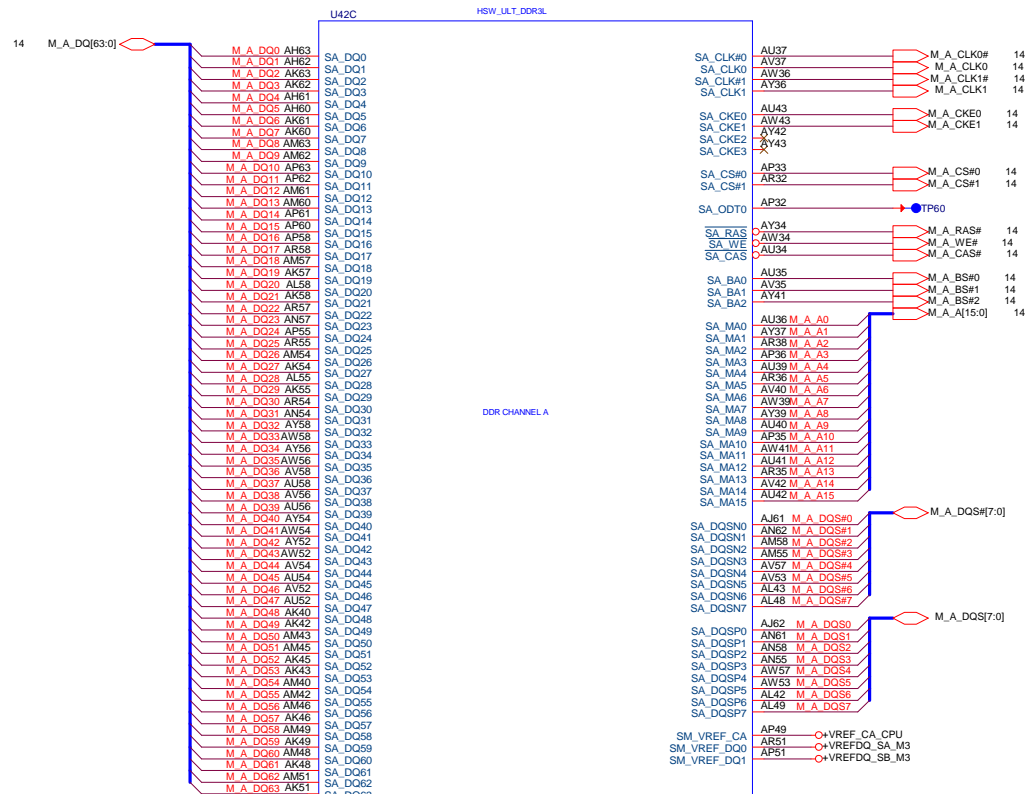 U42C
HSW_ULT_DDR3L
14 M_A_DQ[63:0]
M_A_DQ0 AH63 SA_DQ0
M_A_DQ1 AH62 SA_DQ1
M_A_DQ2 AK63 SA_DQ2
M_A_DQ3 AK62 SA_DQ3
M_A_DQ4 AH61 SA_DQ4
M_A_DQ5 AH60 SA_DQ5
M_A_DQ6 AK61 SA_DQ6
M_A_DQ7 AK60 SA_DQ7
M_A_DQ8 AM63 SA_DQ8
M_A_DQ9 AM62 SA_DQ9
M_A_DQ10 AP63 SA_DQ10
M_A_DQ11 AP62 SA_DQ11
M_A_DQ12 AM61 SA_DQ12
M_A_DQ13 AM60 SA_DQ13
M_A_DQ14 AP61 SA_DQ14
M_A_DQ15 AP60 SA_DQ15
M_A_DQ16 AP58 SA_DQ16
M_A_DQ17 AR58 SA_DQ17
M_A_DQ18 AM57 SA_DQ18
M_A_DQ19 AK57 SA_DQ19
M_A_DQ20 AL58 SA_DQ20
M_A_DQ21 AK58 SA_DQ21
M_A_DQ22 AR57 SA_DQ22
M_A_DQ23 AN57 SA_DQ23
M_A_DQ24 AP55 SA_DQ24
M_A_DQ25 AR55 SA_DQ25
M_A_DQ26 AM54 SA_DQ26
M_A_DQ27 AK54 SA_DQ27
M_A_DQ28 AL55 SA_DQ28
M_A_DQ29 AK55 SA_DQ29
M_A_DQ30 AR54 SA_DQ30
M_A_DQ31 AN54 SA_DQ31
M_A_DQ32 AY58 SA_DQ32
M_A_DQ33 AW58 SA_DQ33
M_A_DQ34 AY56 SA_DQ34
M_A_DQ35 AW56 SA_DQ35
M_A_DQ36 AV58 SA_DQ36
M_A_DQ37 AU58 SA_DQ37
M_A_DQ38 AV56 SA_DQ38
M_A_DQ39 AU56 SA_DQ39
M_A_DQ40 AY54 SA_DQ40
M_A_DQ41 AW54 SA_DQ41
M_A_DQ42 AY52 SA_DQ42
M_A_DQ43 AW52 SA_DQ43
M_A_DQ44 AV54 SA_DQ44
M_A_DQ45 AU54 SA_DQ45
M_A_DQ46 AV52 SA_DQ46
M_A_DQ47 AU52 SA_DQ47
M_A_DQ48 AK40 SA_DQ48
M_A_DQ49 AK42 SA_DQ49
M_A_DQ50 AM43 SA_DQ50
M_A_DQ51 AM45 SA_DQ51
M_A_DQ52 AK45 SA_DQ52
M_A_DQ53 AK43 SA_DQ53
M_A_DQ54 AM40 SA_DQ54
M_A_DQ55 AM42 SA_DQ55
M_A_DQ56 AM46 SA_DQ56
M_A_DQ57 AK46 SA_DQ57
M_A_DQ58 AM49 SA_DQ58
M_A_DQ59 AK49 SA_DQ59
M_A_DQ60 AM48 SA_DQ60
M_A_DQ61 AK48 SA_DQ61
M_A_DQ62 AM51 SA_DQ62
M_A_DQ63 AK51
DDR CHANNEL A
SA_CLK#0 AU37 M_A_CLK0# 14
SA_CLK0 AV37 M_A_CLK0 14
SA_CLK#1 AW36 M_A_CLK1# 14
SA_CLK1 AY36 M_A_CLK1 14
SA_CKE0 AU43 M_A_CKE0 14
SA_CKE1 AW43 M_A_CKE1 14
SA_CKE2 AY42
SA_CKE3 AY43
SA_CS#0 AP33 M_A_CS#0 14
SA_CS#1 AR32 M_A_CS#1 14
SA_ODT0 AP32 TP60
SA_RAS AY34 M_A_RAS# 14
SA_WE AW34 M_A_WE# 14
SA_CAS AU34 M_A_CAS# 14
SA_BA0 AU35 M_A_BS#0 14
SA_BA1 AV35 M_A_BS#1 14
SA_BA2 AY41 M_A_BS#2 14
M_A_A[15:0] 14
SA_MA0 AU36 M_A_A0
SA_MA1 AY37 M_A_A1
SA_MA2 AR38 M_A_A2
SA_MA3 AP36 M_A_A3
SA_MA4 AU39 M_A_A4
SA_MA5 AR36 M_A_A5
SA_MA6 AV40 M_A_A6
SA_MA7 AW39 M_A_A7
SA_MA8 AY39 M_A_A8
SA_MA9 AU40 M_A_A9
SA_MA10 AP35 M_A_A10
SA_MA11 AW41 M_A_A11
SA_MA12 AU41 M_A_A12
SA_MA13 AR35 M_A_A13
SA_MA14 AV42 M_A_A14
SA_MA15 AU42 M_A_A15
M_A_DQS#[7:0]
SA_DQSN0 AJ61 M_A_DQS#0
SA_DQSN1 AN62 M_A_DQS#1
SA_DQSN2 AM58 M_A_DQS#2
SA_DQSN3 AM55 M_A_DQS#3
SA_DQSN4 AV57 M_A_DQS#4
SA_DQSN5 AV53 M_A_DQS#5
SA_DQSN6 AL43 M_A_DQS#6
SA_DQSN7 AL48 M_A_DQS#7
M_A_DQS[7:0]
SA_DQSP0 AJ62 M_A_DQS0
SA_DQSP1 AN61 M_A_DQS1
SA_DQSP2 AN58 M_A_DQS2
SA_DQSP3 AN55 M_A_DQS3
SA_DQSP4 AW57 M_A_DQS4
SA_DQSP5 AW53 M_A_DQS5
SA_DQSP6 AL42 M_A_DQS6
SA_DQSP7 AL49 M_A_DQS7
SM_VREF_CA AP49 +VREF_CA_CPU
SM_VREF_DQ0 AR51 +VREFDQ_SA_M3
SM_VREF_DQ1 AP51 +VREFDQ_SB_M3